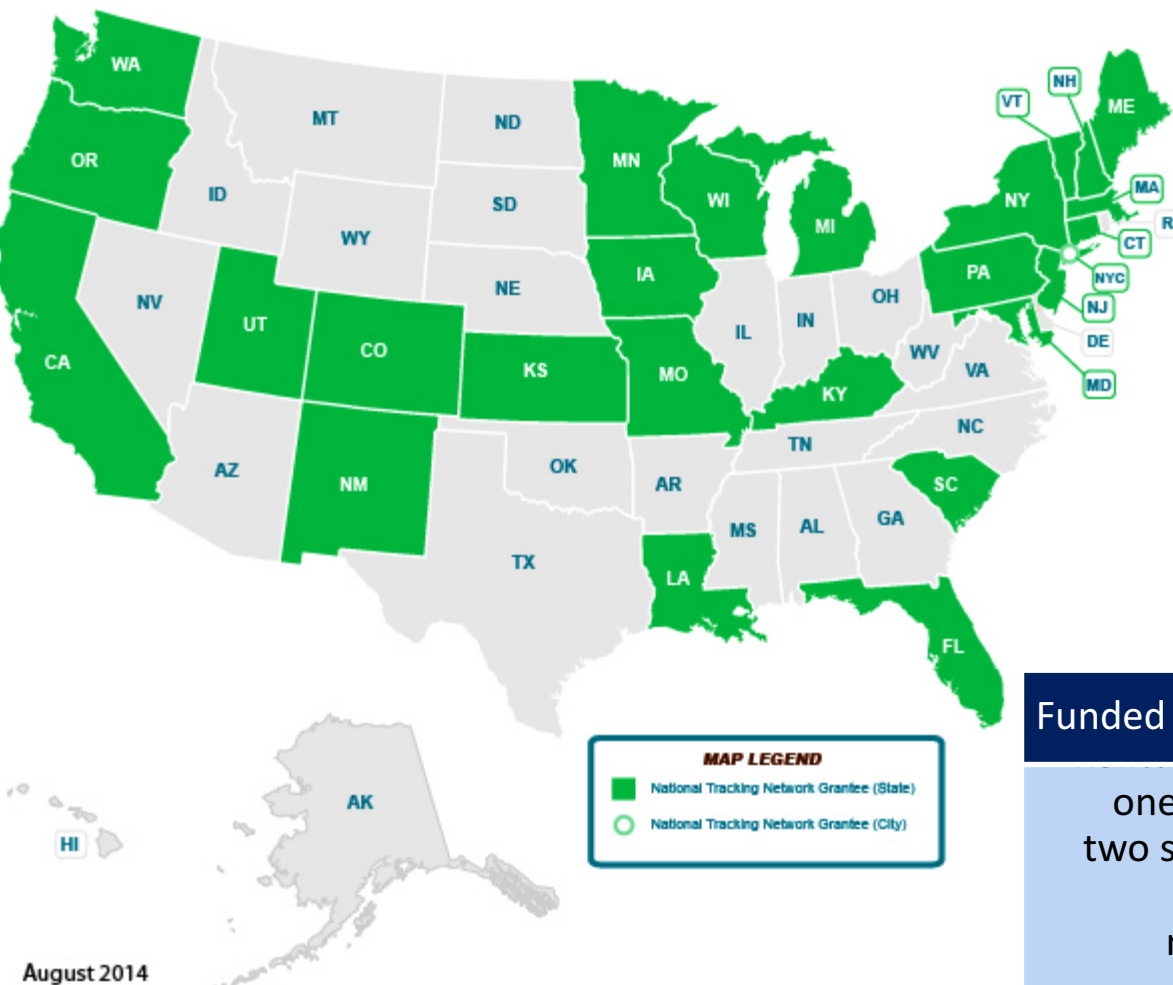 WA
MT
ND
MN
OR
ID
SD
WI
WY
MI
NH
VT
ME
NY
MA
CT
NYC
PA
NJ
DE
MD
IA
NE
NV
UT
CO
CA
KS
MO
IL
IN
OH
WV
VA
KY
NC
TN
AZ
NM
OK
AR
SC
MS
AL
GA
TX
LA
FL
AK
HI
MAP LEGEND
National Tracking Network Grantee (State)
National Tracking Network Grantee (City)
August 2014
Funded
one
two s